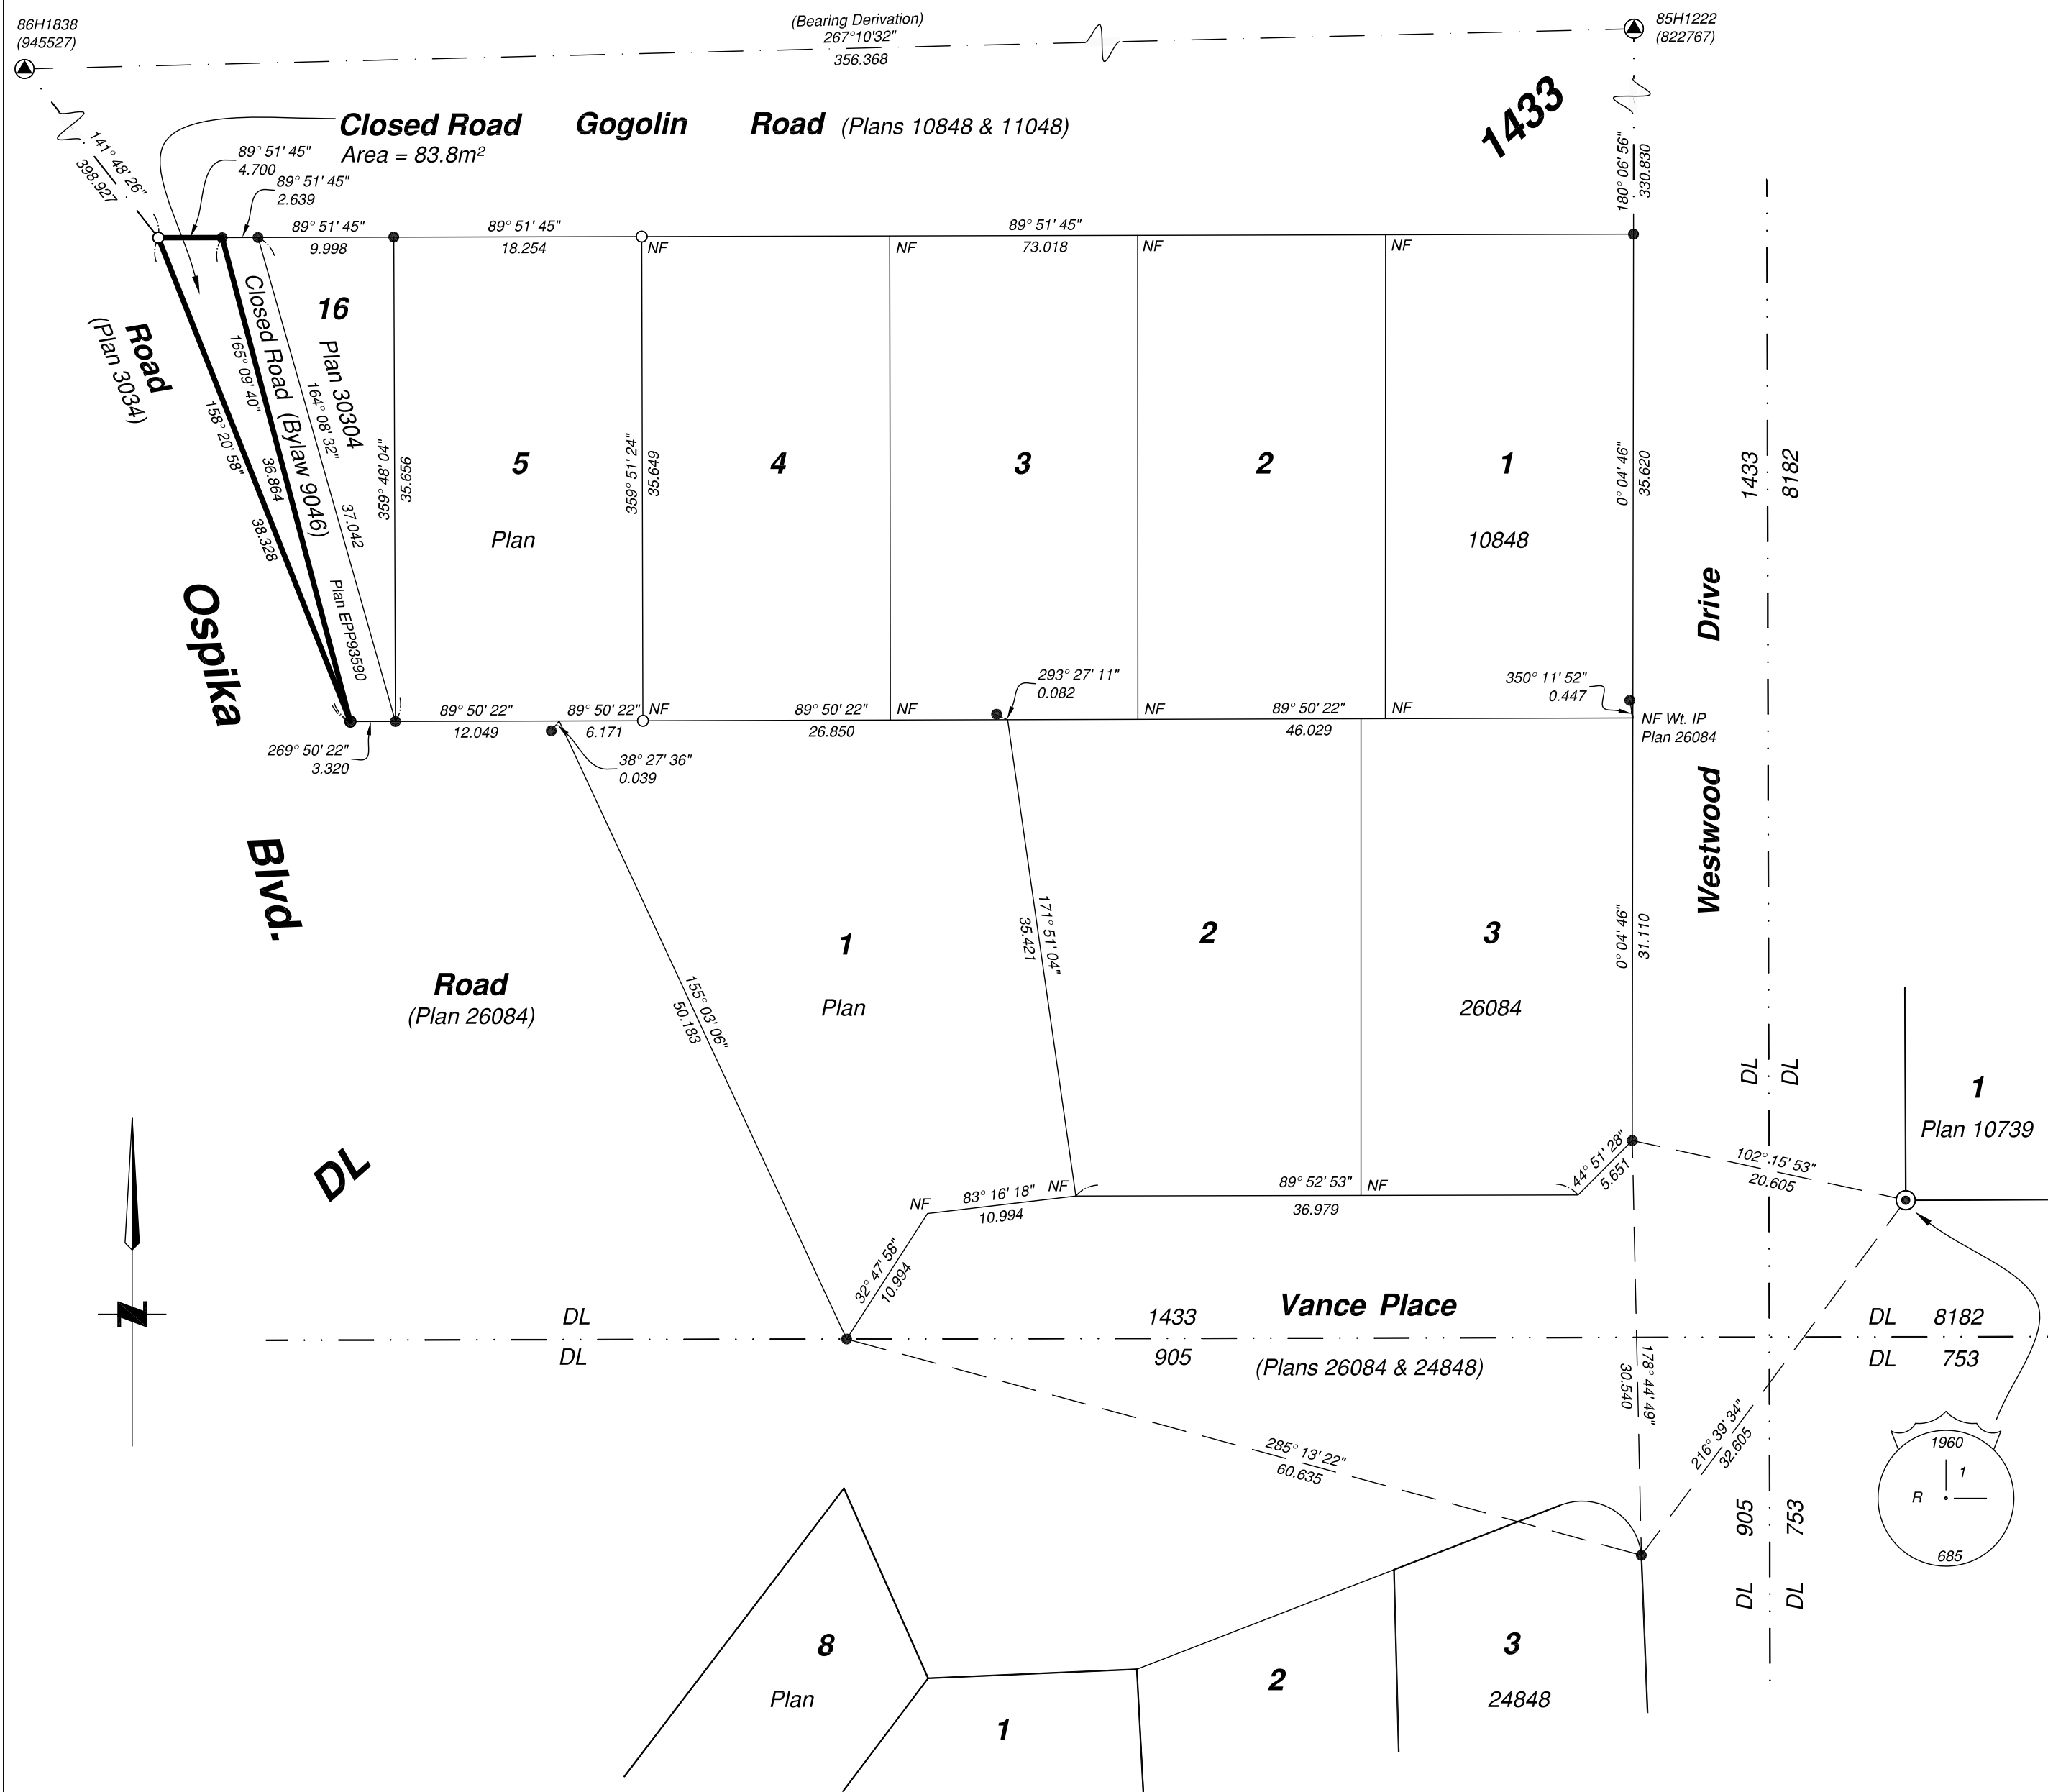 86H1838
(945527)
(Bearing Derivation)
267°10'32"
356.368
85H1222
(822767)
141° 48' 26"
398.927
Closed Road
Area = 83.8m²
Gogolin Road (Plans 10848 & 11048)
1433
180° 06' 56"
330.830
89° 51' 45"
4.700
89° 51' 45"
2.639
89° 51' 45"
9.998
89° 51' 45"
18.254
NF
NF
89° 51' 45"
73.018
NF
NF
Road
(Plan 3034)
158° 20' 58"
38.328
165° 09' 40"
36.864
Closed Road (Bylaw 9046)
Plan EPP93590
16
Plan 30304
164° 08' 32"
37.042
359° 48' 04"
35.656
5
Plan
359° 51' 24"
35.649
4
3
2
1
10848
0° 04' 46"
35.620
1433
8182
Ospika
Blvd.
Westwood Drive
269° 50' 22"
3.320
89° 50' 22"
12.049
89° 50' 22"
6.171
NF
38° 27' 36"
0.039
89° 50' 22"
26.850
NF
293° 27' 11"
0.082
NF
89° 50' 22"
46.029
NF
350° 11' 52"
0.447
NF Wt. IP
Plan 26084
Road
(Plan 26084)
155° 03' 06"
50.183
1
Plan
171° 51' 04"
35.421
2
3
26084
0° 04' 46"
31.110
DL
DL
1
Plan 10739
DL
NF
83° 16' 18"
10.994
NF
32° 47' 58"
10.994
89° 52' 53"
36.979
NF
44° 51' 28"
5.651
102° 15' 53"
20.605
N
DL
DL
1433
905
Vance Place
(Plans 26084 & 24848)
DL 8182
DL 753
178° 44' 49"
30.540
216° 39' 34"
32.605
285° 13' 22"
60.635
905
753
DL
DL
1960
1
R
685
8
Plan
1
2
3
24848